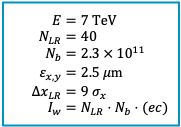 E = 7 TeV
N_LR = 40
N_b = 2.3 × 10^11
ε_x,y = 2.5 μm
Δx_LR = 9 σ_x
I_w = N_LR · N_b · (ec)